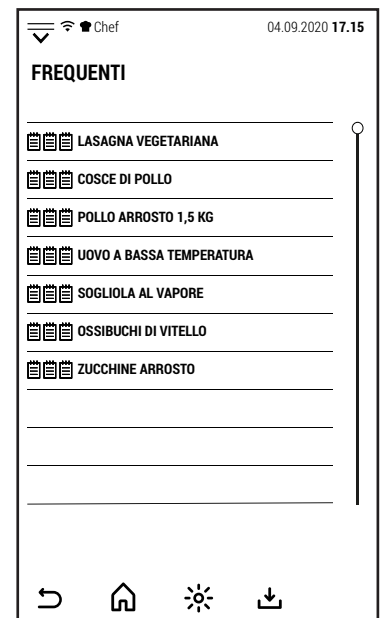 Chef 04.09.2020 17.15
FREQUENTI
LASAGNA VEGETARIANA
COSCE DI POLLO
POLLO ARROSTO 1,5 KG
UOVO A BASSA TEMPERATURA
SOGLIOLA AL VAPORE
OSSIBUCHI DI VITELLO
ZUCCHINE ARROSTO